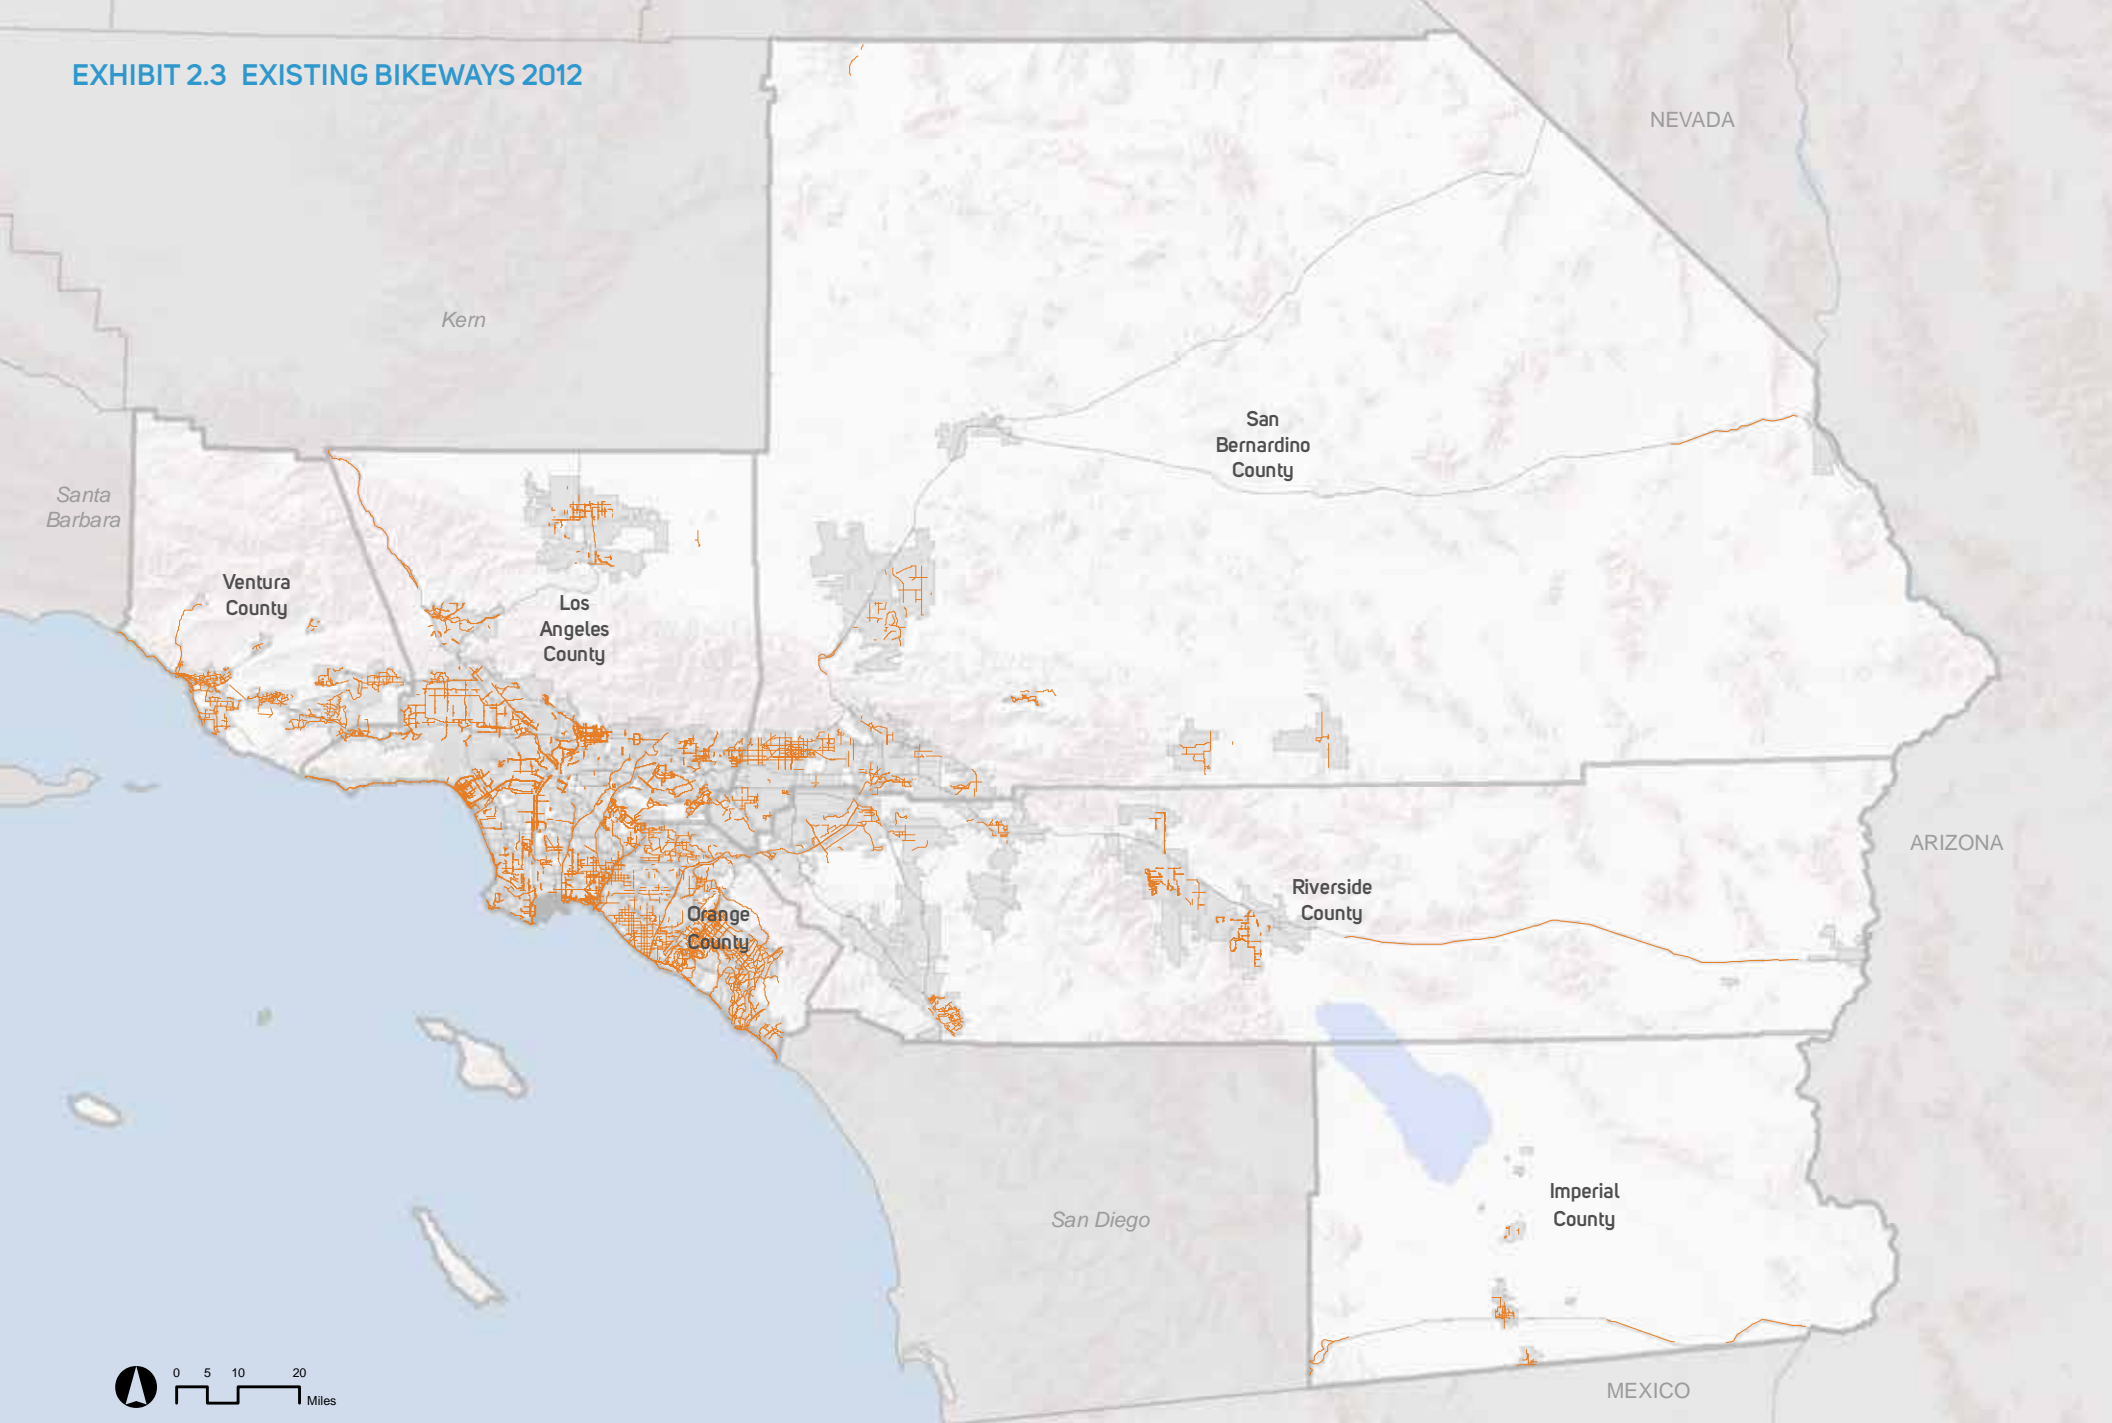 EXHIBIT 2.3 EXISTING BIKEWAYS 2012
NEVADA
Kern
San
Bernardino
County
Santa
Barbara
Ventura
County
Los
Angeles
County
ARIZONA
Riverside
County
Orange
County
Imperial
County
San Diego
MEXICO
0 5 10 20
Miles